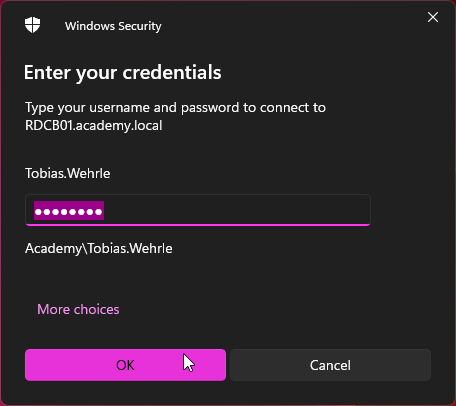 Windows Security
Enter your credentials
Type your username and password to connect to
RDCB01.academy.local
Tobias.Wehrle
●●●●●●●●
Academy\Tobias.Wehrle
More choices
OK
Cancel